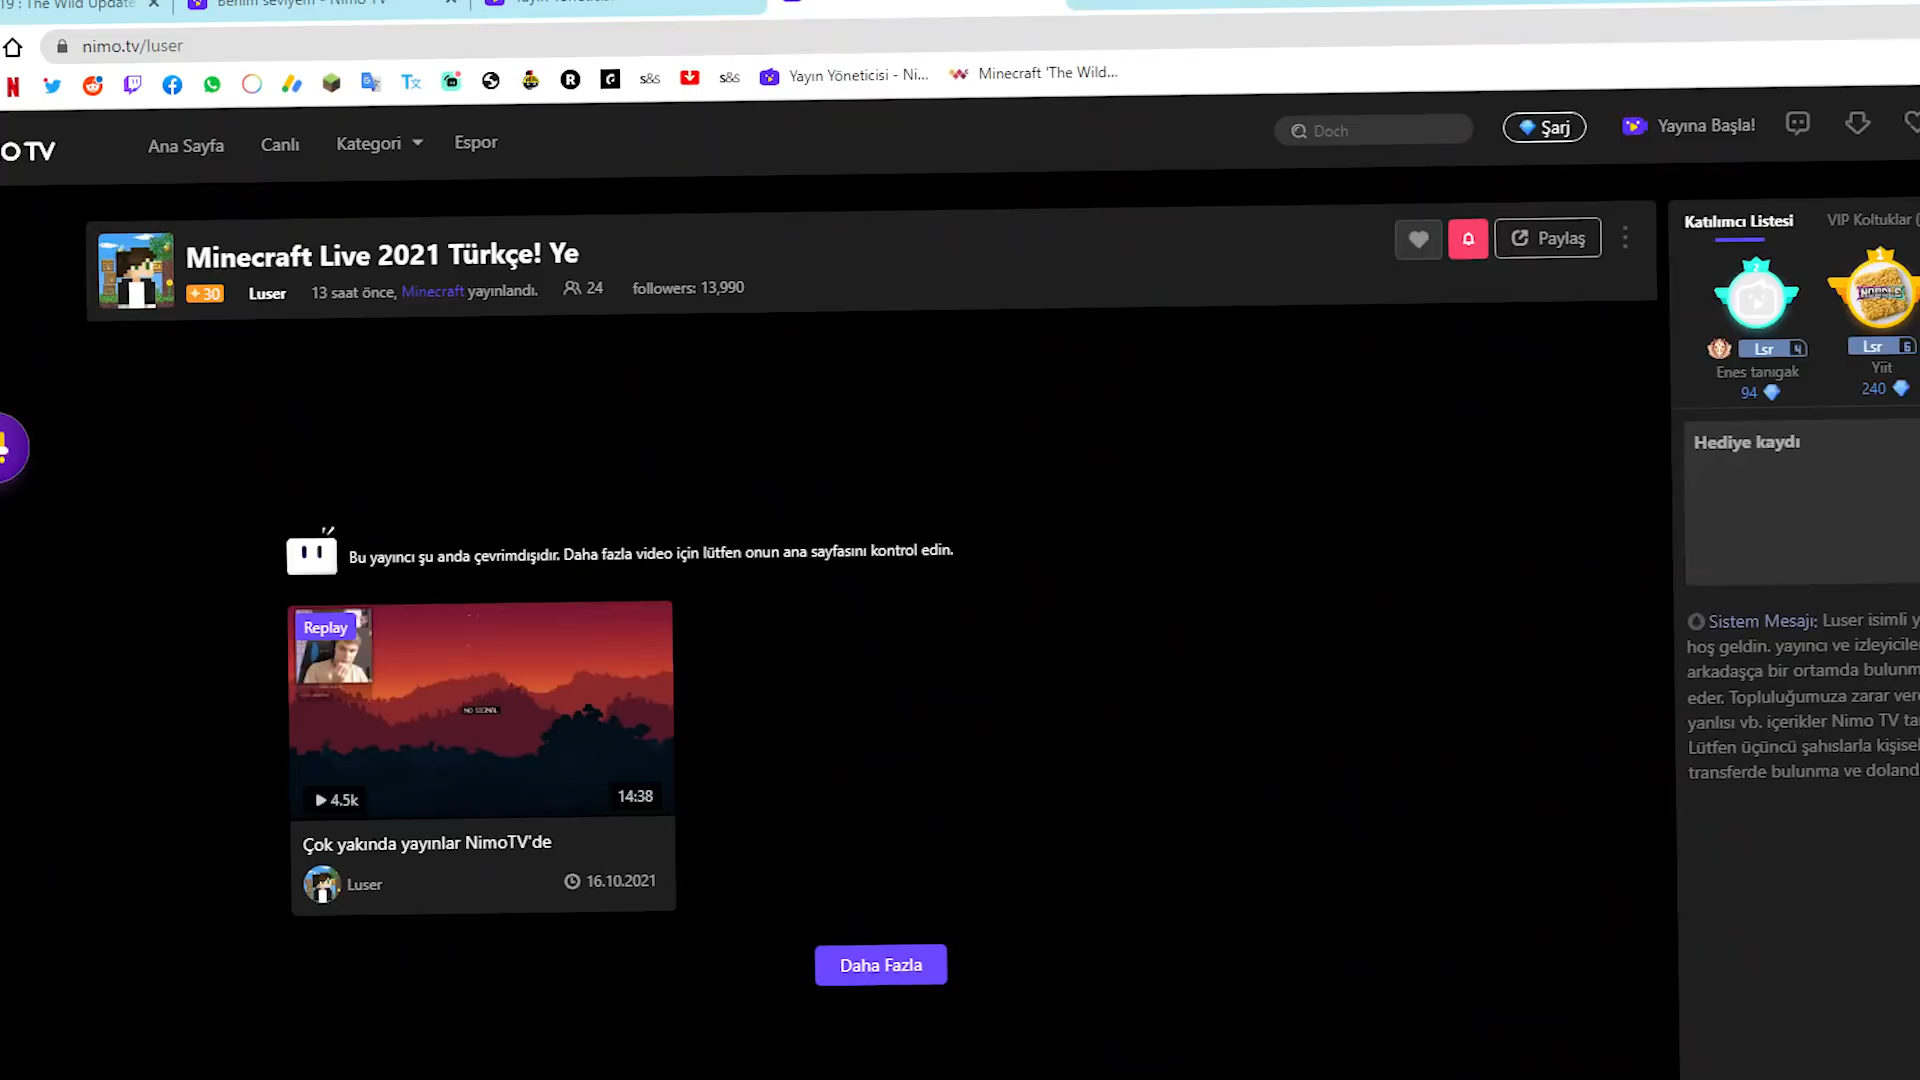 19 : The Wild Update
Benim seviyem - Nimo TV
nimo.tv/luser
s&s
s&s
Yayın Yöneticisi - Ni...
Minecraft 'The Wild...
O TV
Ana Sayfa
Canlı
Kategori
Espor
Doch
Şarj
Yayına Başla!
Minecraft Live 2021 Türkçe! Ye
30
Luser
13 saat önce, Minecraft yayınlandı.
24
followers: 13,990
Paylaş
Katılımcı Listesi
VIP Koltuklar (
2
1
Lsr 4
Lsr 6
Enes tanıgak
Yiit
94
240
Hediye kaydı
Bu yayıncı şu anda çevrimdışıdır. Daha fazla video için lütfen onun ana sayfasını kontrol edin.
Replay
NO SIGNAL
4.5k
14:38
Çok yakında yayınlar NimoTV'de
Luser
16.10.2021
Daha Fazla
Sistem Mesajı: Luser isimli y
hoş geldin. yayıncı ve izleyicile
arkadaşça bir ortamda bulunm
eder. Topluluğumuza zarar ver
yanlısı vb. içerikler Nimo TV ta
Lütfen üçüncü şahıslarla kişise
transferde bulunma ve doland